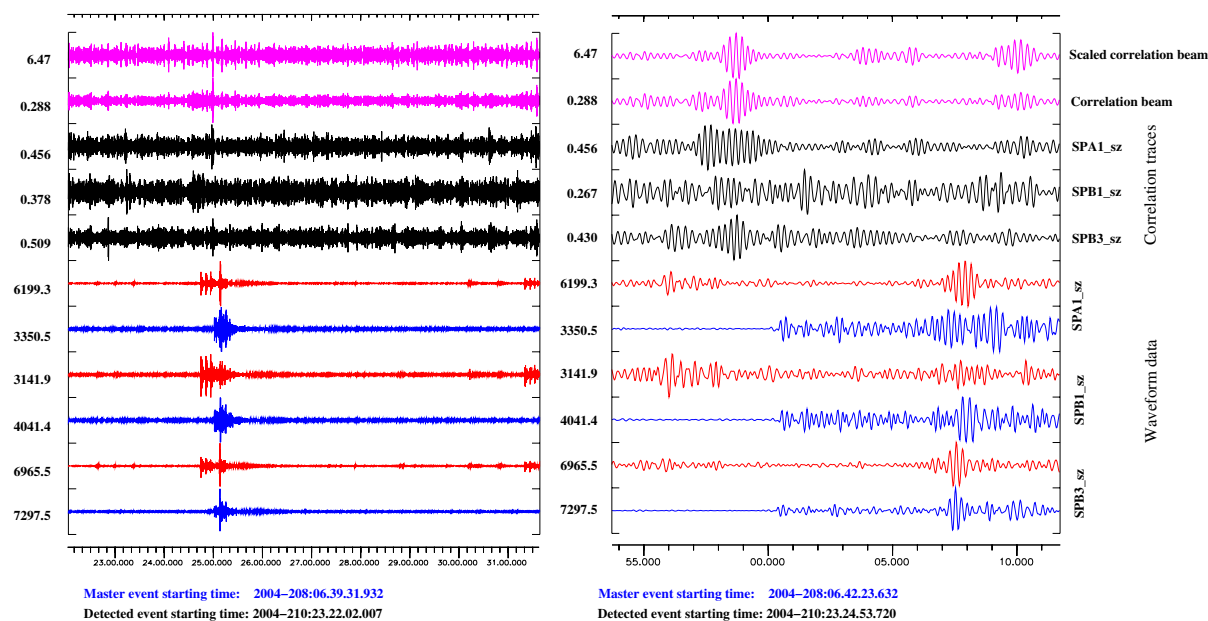 6.47
0.288
0.456
0.378
0.509
6199.3
3350.5
3141.9
4041.4
6965.5
7297.5
23.00.000 24.00.000 25.00.000 26.00.000 27.00.000 28.00.000 29.00.000 30.00.000 31.00.000
Master event starting time: 2004-208:06.39.31.932
Detected event starting time: 2004-210:23.22.02.007
6.47 Scaled correlation beam
0.288 Correlation beam
0.456 SPA1_sz
0.267 SPB1_sz
0.430 SPB3_sz
Correlation traces
6199.3
3350.5
SPA1_sz
3141.9
4041.4
SPB1_sz
6965.5
7297.5
SPB3_sz
Waveform data
55.000 00.000 05.000 10.000
Master event starting time: 2004-208:06.42.23.632
Detected event starting time: 2004-210:23.24.53.720